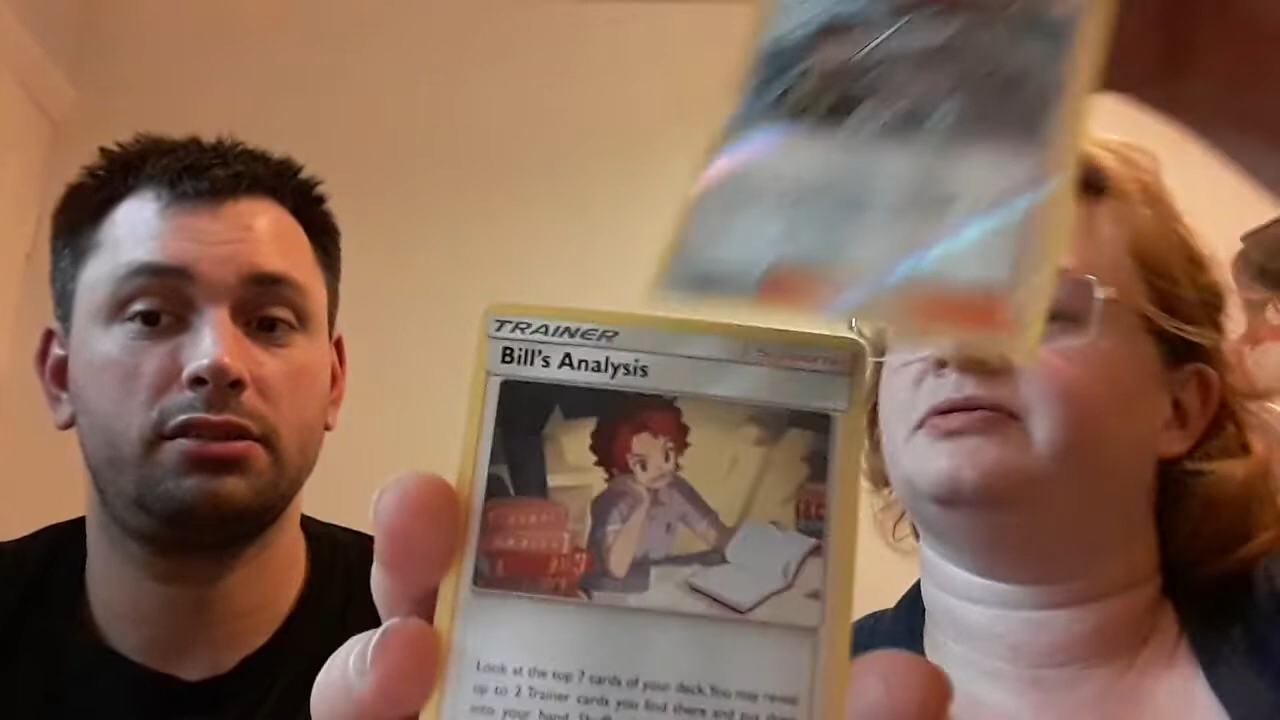 TRAINER
Supporter
Bill's Analysis
Look at the top 7 cards of your deck. You may reveal
up to 2 Trainer cards you find there and put them
into your hand.